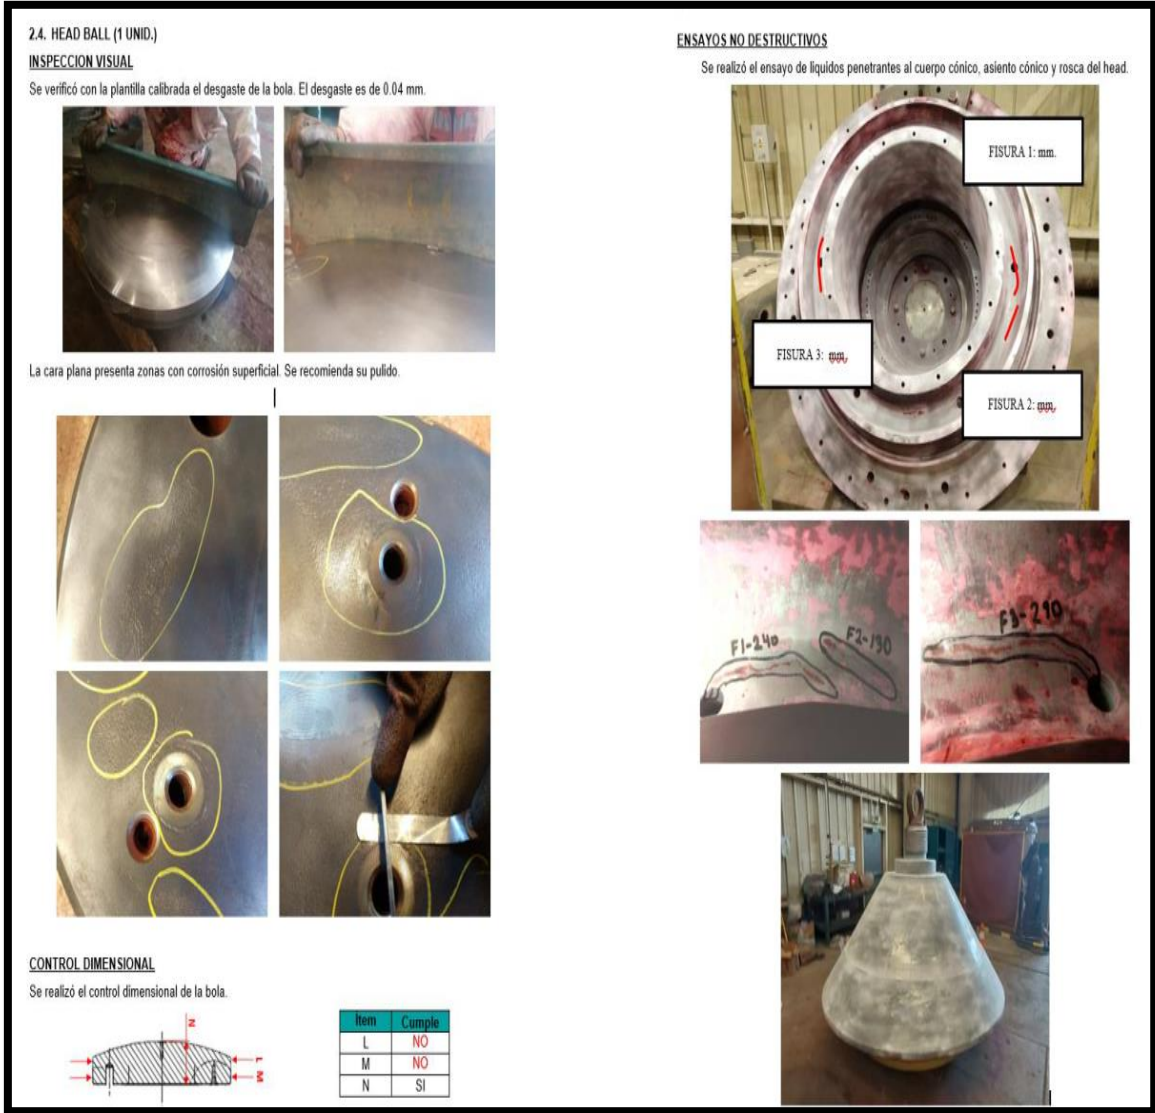 2.4. HEAD BALL (1 UNID.)
INSPECCION VISUAL
Se verificó con la plantilla calibrada el desgaste de la bola. El desgaste es de 0.04 mm.
La cara plana presenta zonas con corrosión superficial. Se recomienda su pulido.
CONTROL DIMENSIONAL
Se realizó el control dimensional de la bola.
N
L
M
Ítem Cumple
L NO
M NO
N SI
ENSAYOS NO DESTRUCTIVOS
Se realizó el ensayo de liquidos penetrantes al cuerpo cónico, asiento cónico y rosca del head.
FISURA 1: mm.
FISURA 3: mm.
FISURA 2: mm.
F1-240
F2-190
F3-290